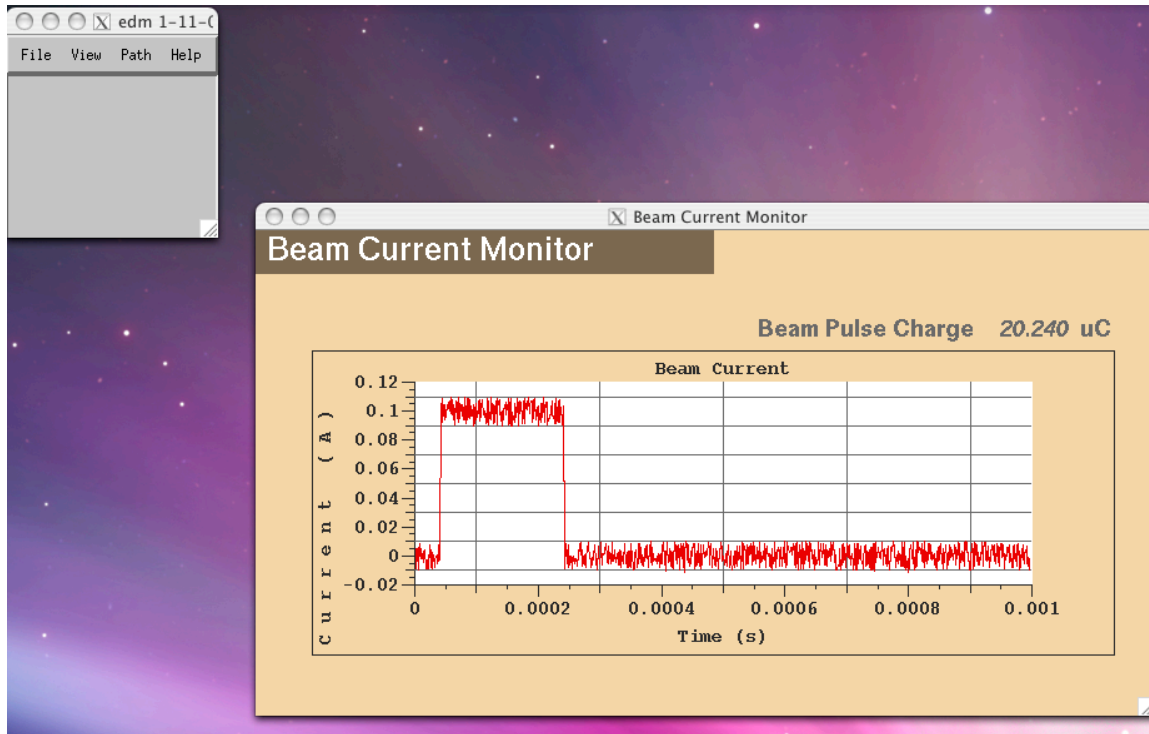 edm 1-11-0
File View Path Help
Beam Current Monitor
Beam Current Monitor
Beam Pulse Charge 20.240 uC
Beam Current
Current (A)
0.12
0.1
0.08
0.06
0.04
0.02
0
-0.02
0 0.0002 0.0004 0.0006 0.0008 0.001
Time (s)